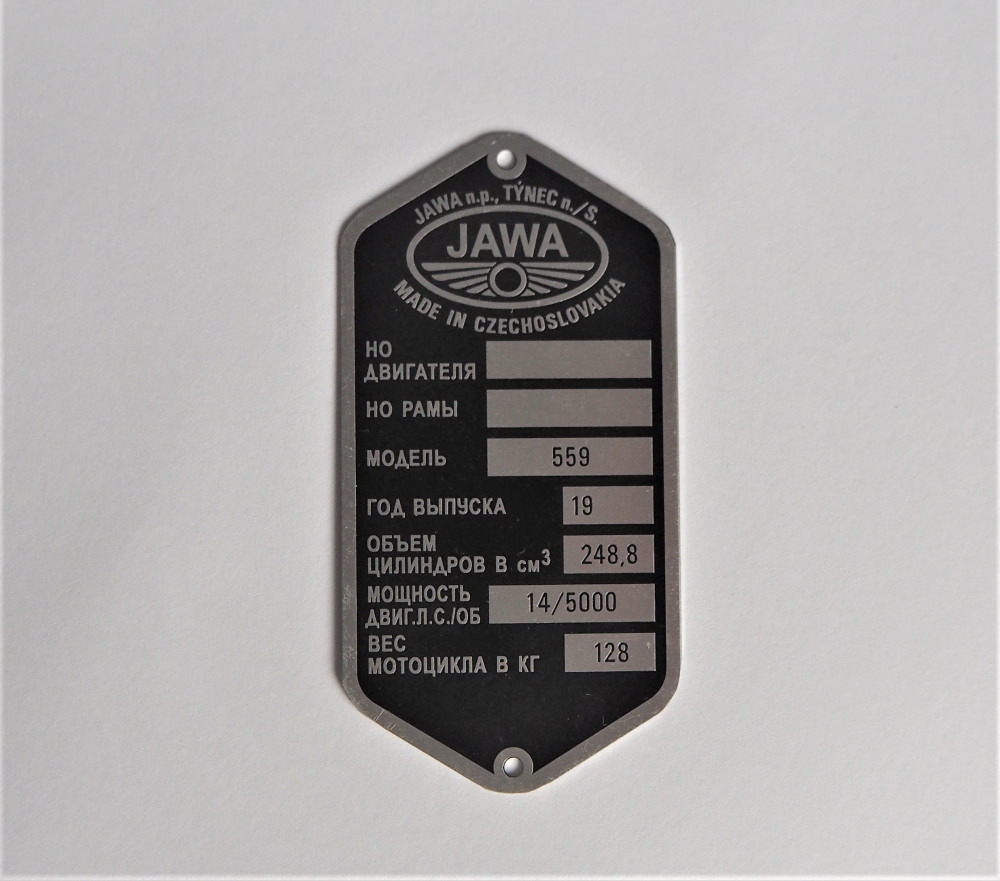 JAWA n.p., TÝNEC n./S.
JAWA
MADE IN CZECHOSLOVAKIA
НО
ДВИГАТЕЛЯ
НО РАМЫ
МОДЕЛЬ 559
ГОД ВЫПУСКА 19
ОБЪЕМ
ЦИЛИНДРОВ В см³ 248,8
МОЩНОСТЬ
ДВИГ.Л.С./ОБ 14/5000
ВЕС
МОТОЦИКЛА В КГ 128